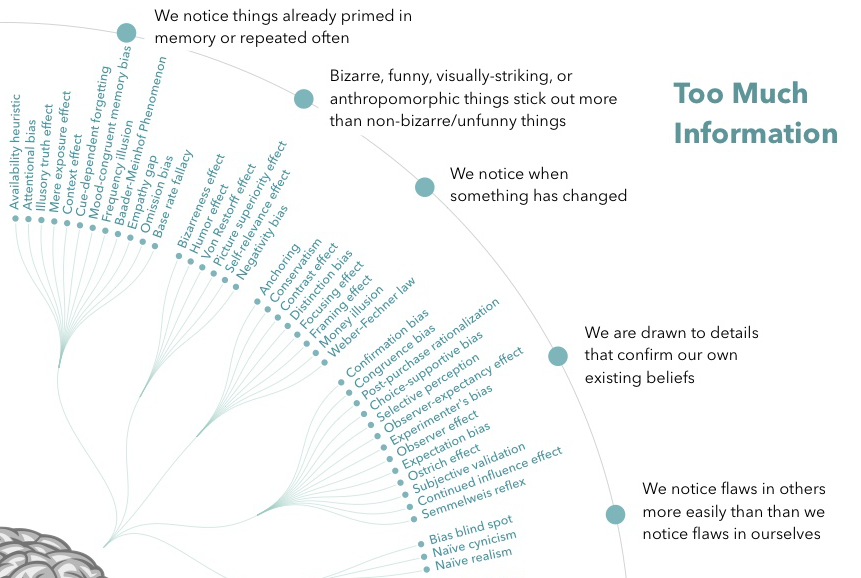 We notice things already primed in
memory or repeated often
Bizarre, funny, visually-striking, or
anthropomorphic things stick out more
than non-bizarre/unfunny things
We notice when
something has changed
We are drawn to details
that confirm our own
existing beliefs
We notice flaws in others
more easily than than we
notice flaws in ourselves
Too Much
Information
Availability heuristic
Attentional bias
Illusory truth effect
Mere exposure effect
Context effect
Cue-dependent forgetting
Mood-congruent memory bias
Frequency illusion
Baader-Meinhof Phenomenon
Empathy gap
Omission bias
Base rate fallacy
Bizarreness effect
Humor effect
Von Restorff effect
Picture superiority effect
Self-relevance effect
Negativity bias
Anchoring
Conservatism
Contrast effect
Distinction bias
Focusing effect
Framing effect
Money illusion
Weber-Fechner law
Confirmation bias
Congruence bias
Post-purchase rationalization
Choice-supportive bias
Selective perception
Observer-expectancy effect
Experimenter's bias
Observer effect
Expectation bias
Ostrich effect
Subjective validation
Continued influence effect
Semmelweis reflex
Bias blind spot
Naïve cynicism
Naïve realism